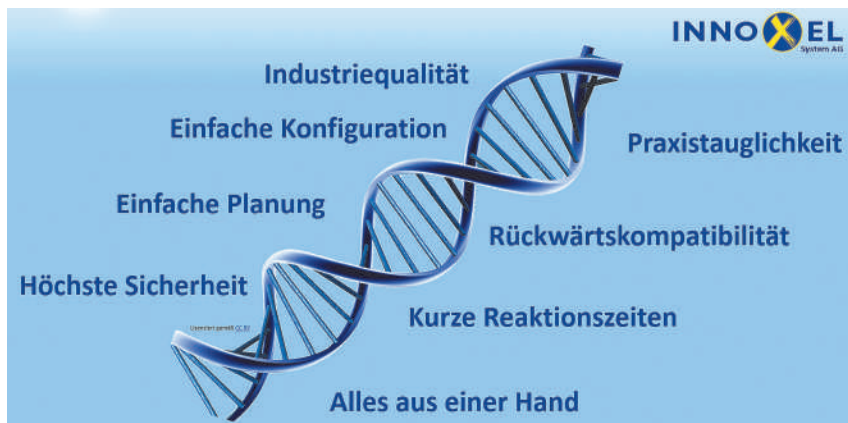 INNOXEL
System AG
Industriequalität
Einfache Konfiguration
Praxistauglichkeit
Einfache Planung
Rückwärtskompatibilität
Höchste Sicherheit
Kurze Reaktionszeiten
Alles aus einer Hand